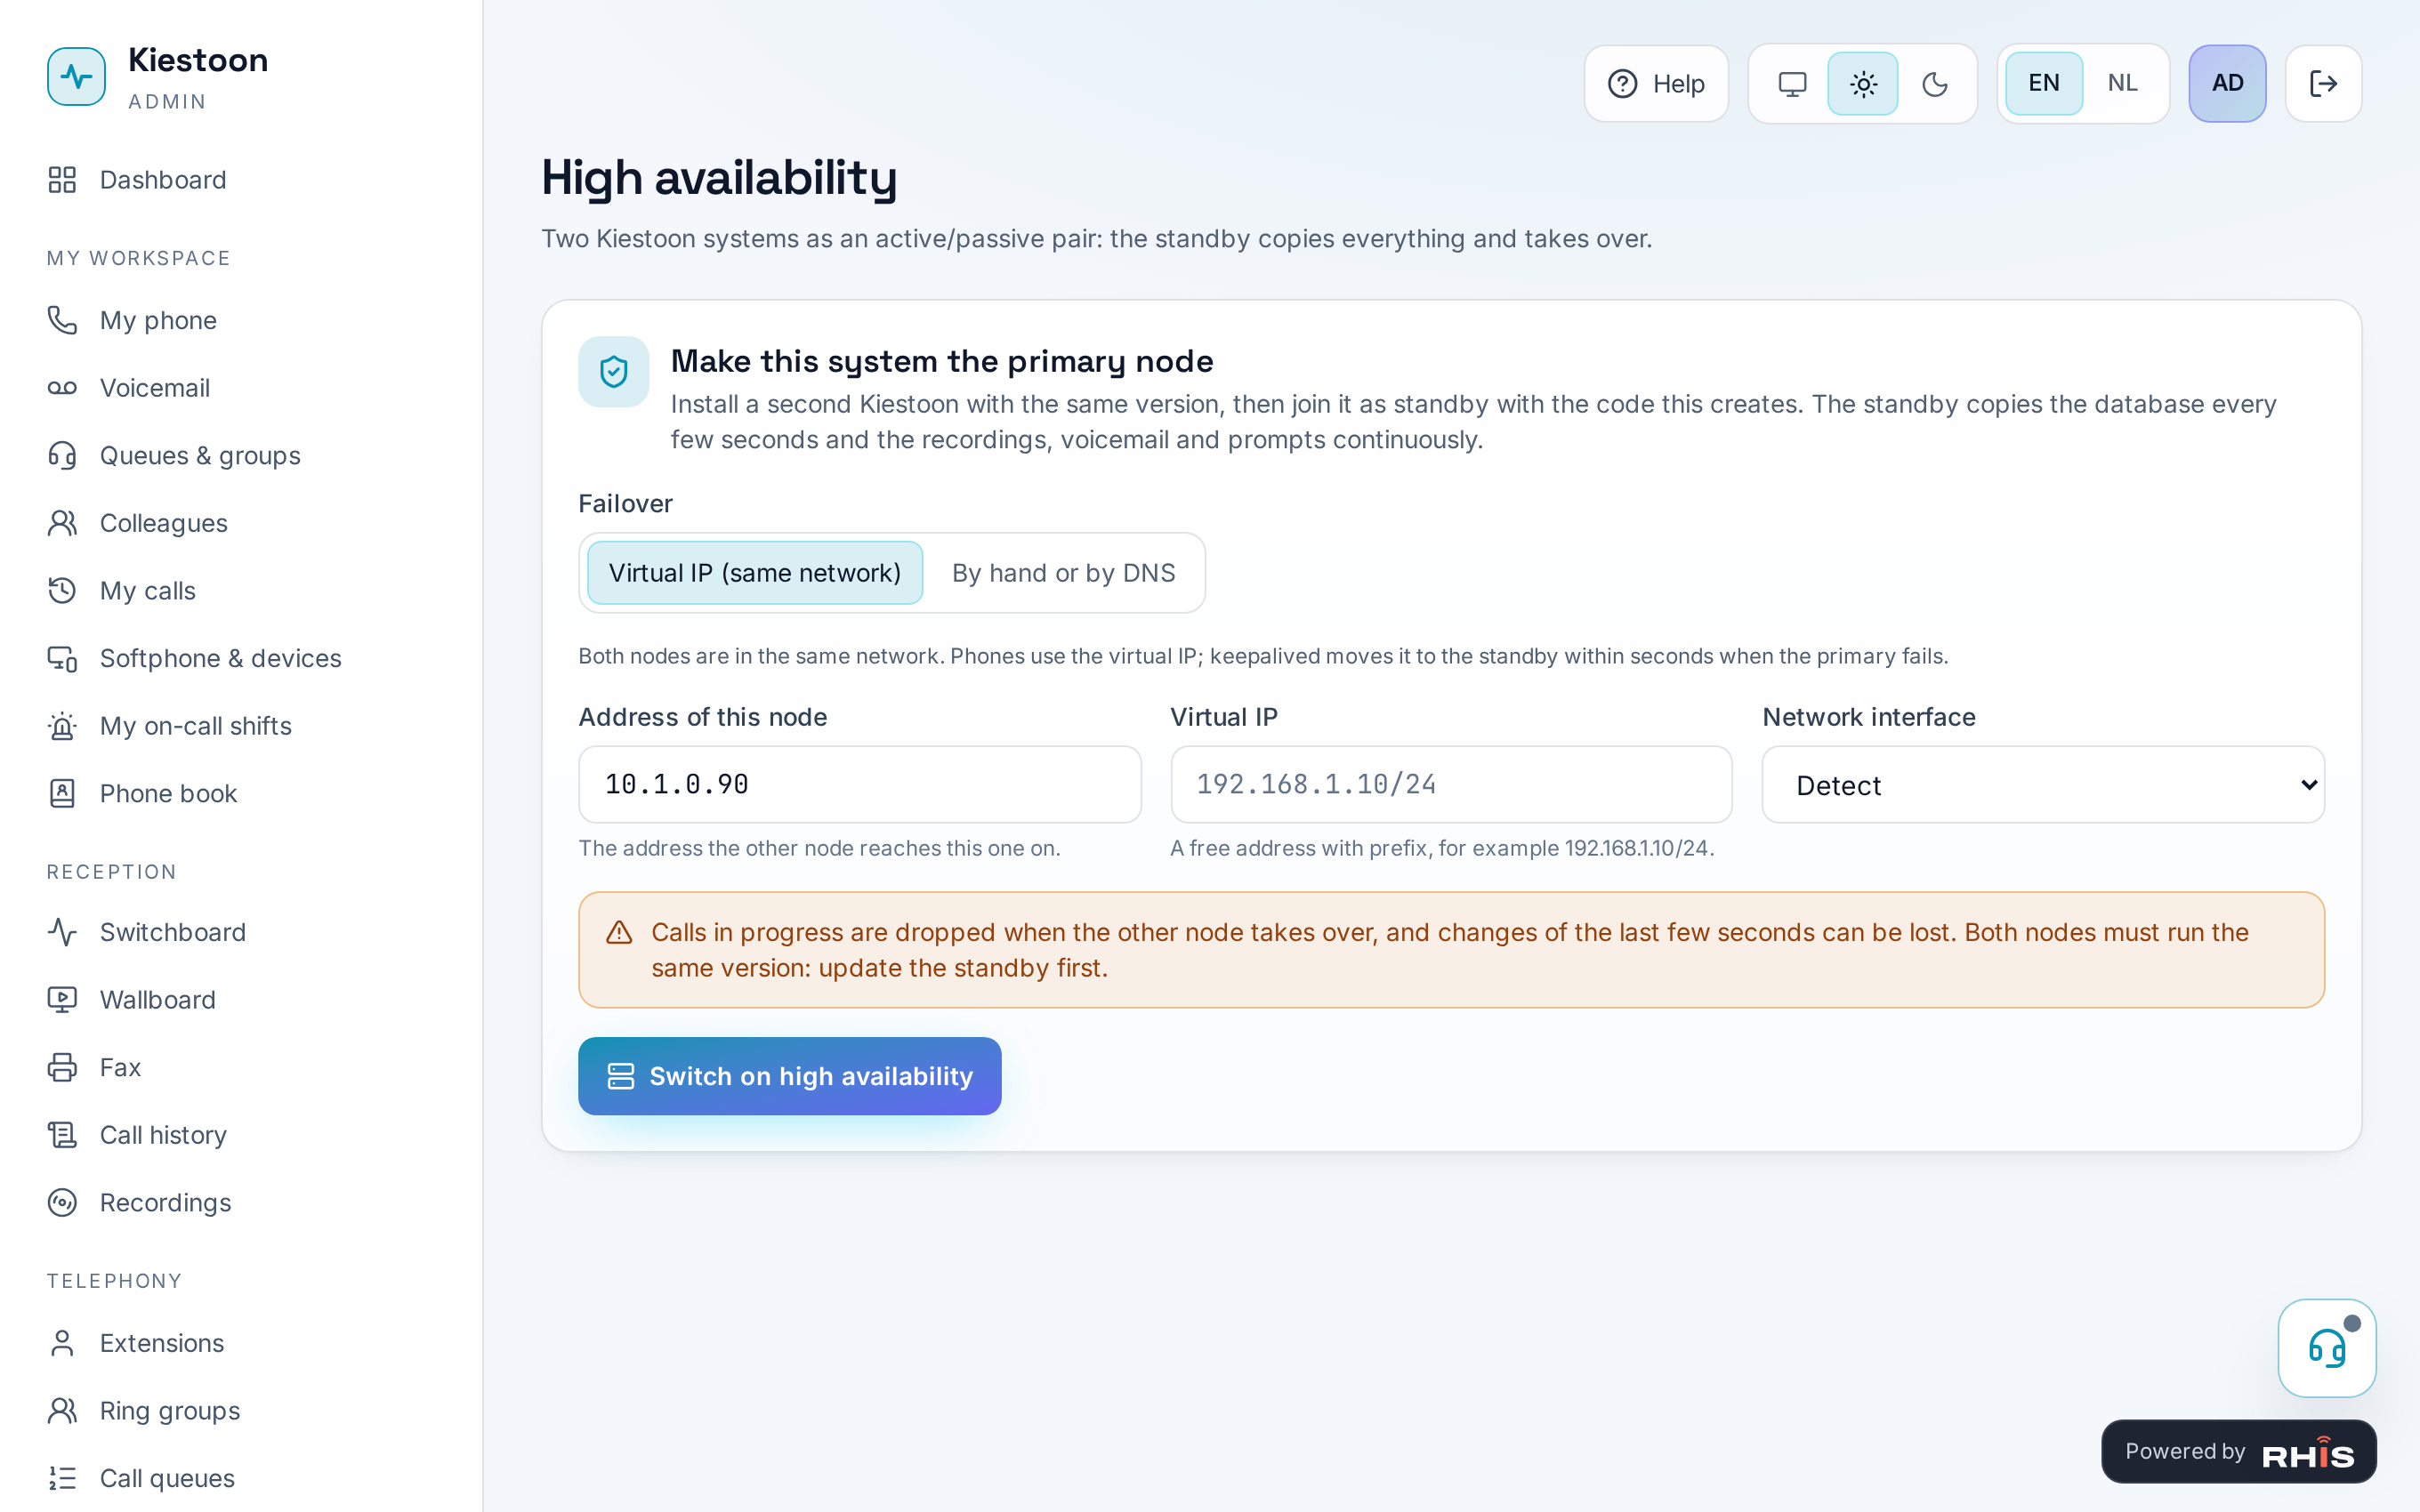 Kiestoon
ADMIN
Dashboard
MY WORKSPACE
My phone
Voicemail
Queues & groups
Colleagues
My calls
Softphone & devices
My on-call shifts
Phone book
RECEPTION
Switchboard
Wallboard
Fax
Call history
Recordings
TELEPHONY
Extensions
Ring groups
Call queues
Help
EN NL
AD
High availability
Two Kiestoon systems as an active/passive pair: the standby copies everything and takes over.
Make this system the primary node
Install a second Kiestoon with the same version, then join it as standby with the code this creates. The standby copies the database every
few seconds and the recordings, voicemail and prompts continuously.
Failover
Virtual IP (same network) By hand or by DNS
Both nodes are in the same network. Phones use the virtual IP; keepalived moves it to the standby within seconds when the primary fails.
Address of this node
10.1.0.90
The address the other node reaches this one on.
Virtual IP
192.168.1.10/24
A free address with prefix, for example 192.168.1.10/24.
Network interface
Detect
Calls in progress are dropped when the other node takes over, and changes of the last few seconds can be lost. Both nodes must run the
same version: update the standby first.
Switch on high availability
Powered by RHiS